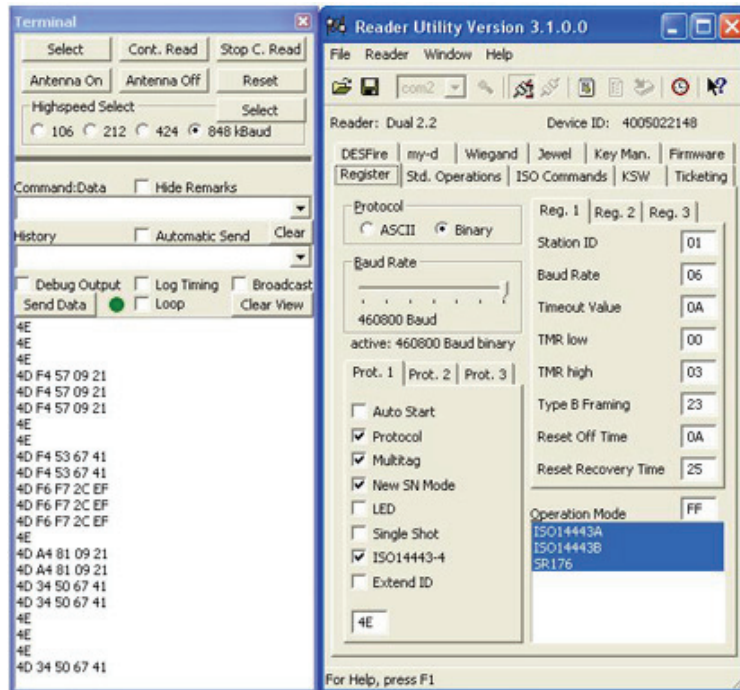 Terminal
Select Cont. Read Stop C. Read
Antenna On Antenna Off Reset
Highspeed Select Select
106 212 424 848 kBaud
Command:Data Hide Remarks
History Automatic Send Clear
Debug Output Log Timing Broadcast
Send Data Loop Clear View
4E
4E
4E
4D F4 57 09 21
4D F4 57 09 21
4D F4 57 09 21
4E
4E
4D F4 53 67 41
4D F4 53 67 41
4D F6 F7 2C EF
4D F6 F7 2C EF
4D F6 F7 2C EF
4E
4D A4 81 09 21
4D A4 81 09 21
4D 34 50 67 41
4D 34 50 67 41
4E
4E
4E
4D 34 50 67 41
Reader Utility Version 3.1.0.0
File Reader Window Help
com2
Reader: Dual 2.2 Device ID: 4005022148
DESFire my-d Wiegand Jewel Key Man. Firmware
Register Std. Operations ISO Commands KSW Ticketing
Protocol
ASCII Binary
Baud Rate
460800 Baud
active: 460800 Baud binary
Prot. 1 Prot. 2 Prot. 3
Auto Start
Protocol
Multitag
New SN Mode
LED
Single Shot
ISO14443-4
Extend ID
4E
Reg. 1 Reg. 2 Reg. 3
Station ID 01
Baud Rate 06
Timeout Value 0A
TMR low 00
TMR high 03
Type B Framing 23
Reset Off Time 0A
Reset Recovery Time 25
Operation Mode FF
ISO14443A
ISO14443B
SR176
For Help, press F1